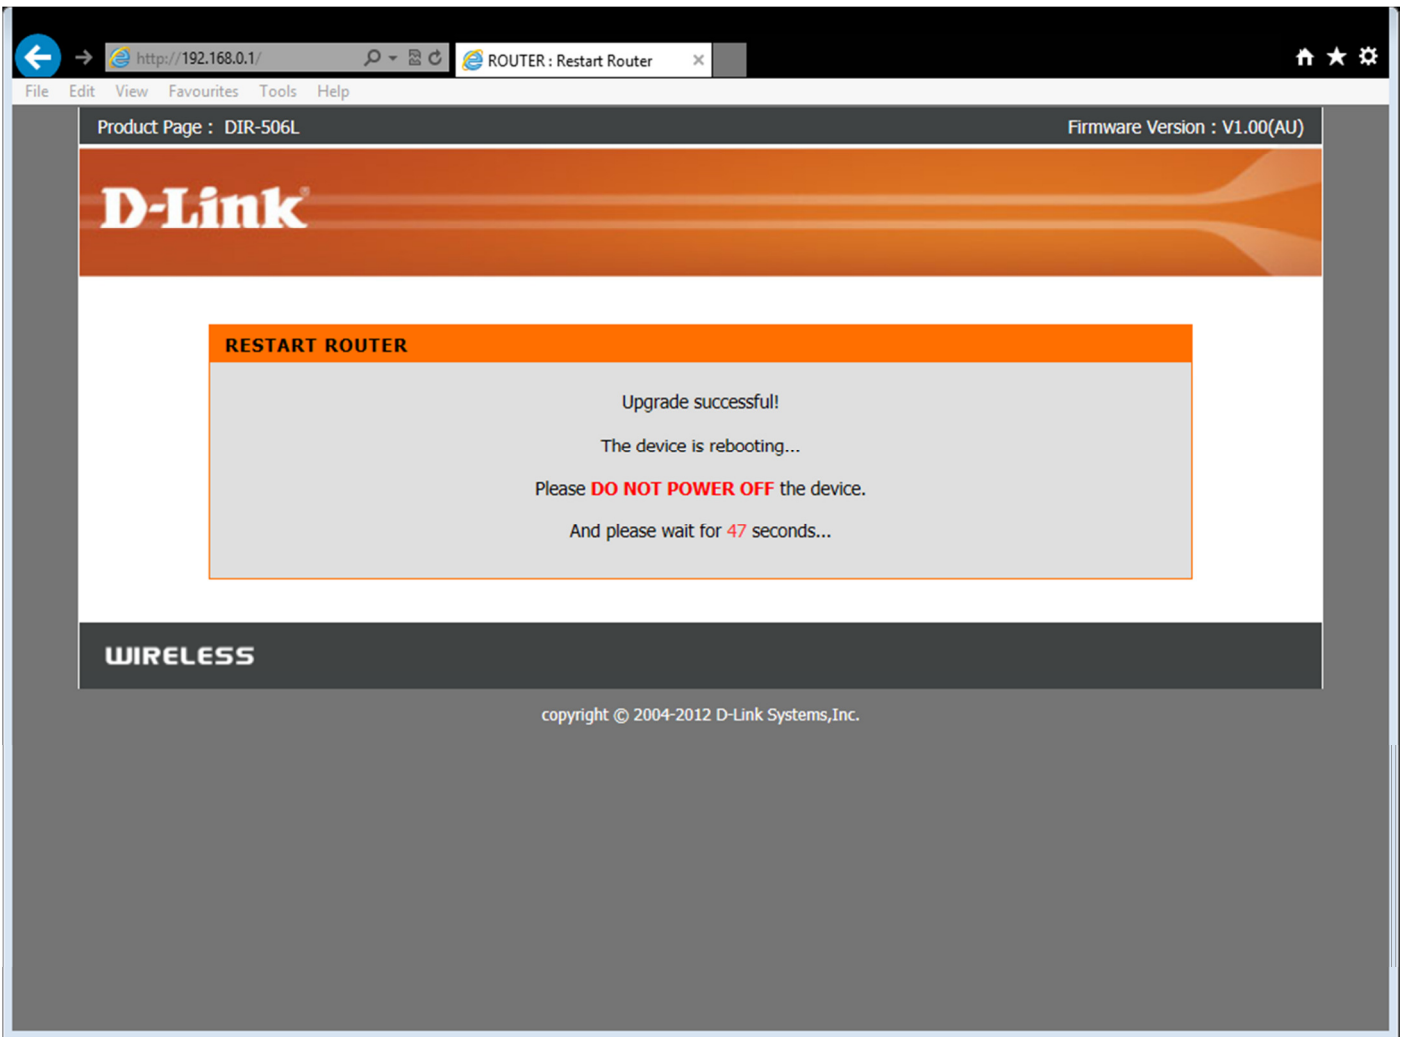 http://192.168.0.1/
ROUTER : Restart Router
File Edit View Favourites Tools Help
Product Page : DIR-506L
Firmware Version : V1.00(AU)
D-Link®
RESTART ROUTER
Upgrade successful!
The device is rebooting...
Please DO NOT POWER OFF the device.
And please wait for 47 seconds...
WIRELESS
copyright © 2004-2012 D-Link Systems,Inc.